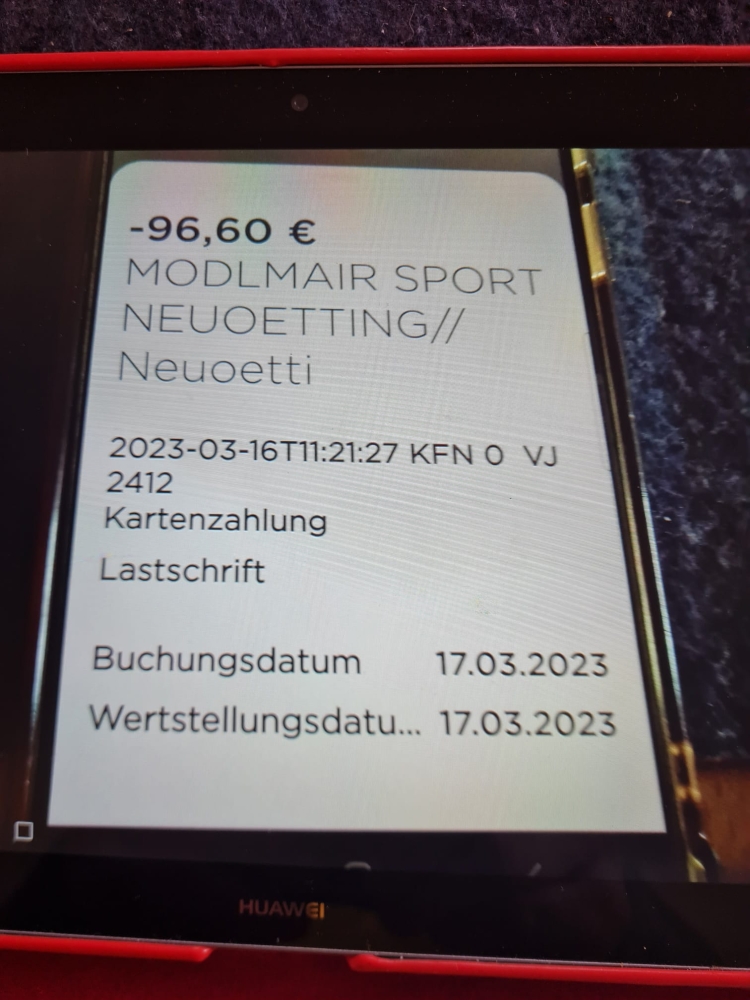 -96,60 €
MODLMAIR SPORT
NEUOETTING//
Neuoetti
2023-03-16T11:21:27 KFN 0 VJ
2412
Kartenzahlung
Lastschrift
Buchungsdatum 17.03.2023
Wertstellungsdatu... 17.03.2023
HUAWEI